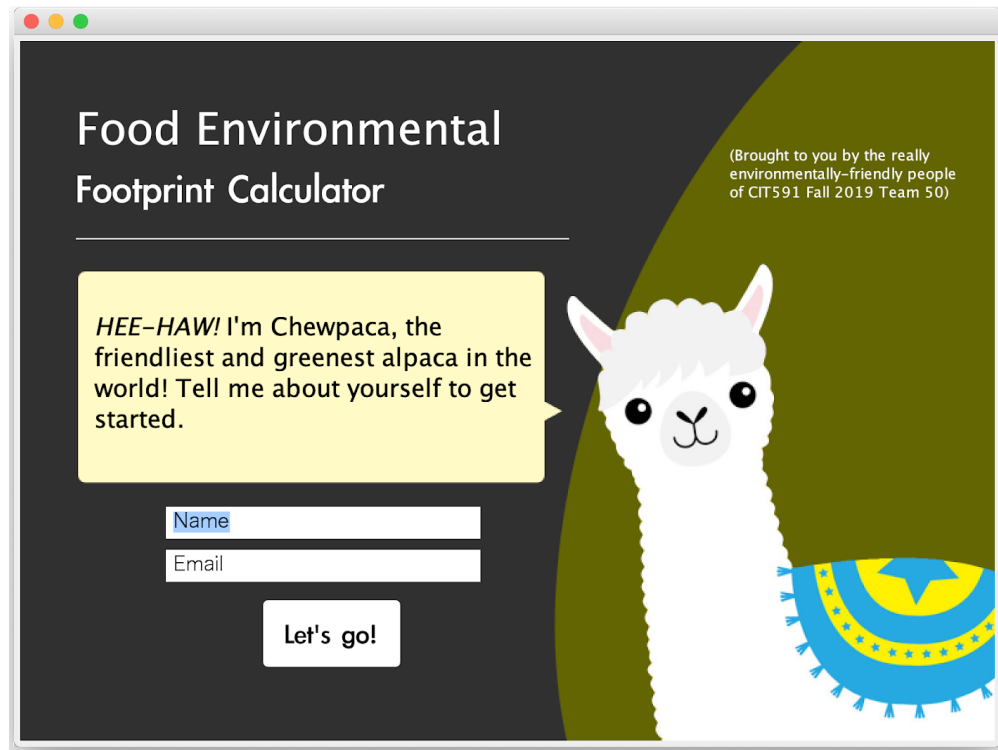 Food Environmental
Footprint Calculator
(Brought to you by the really
environmentally-friendly people
of CIT591 Fall 2019 Team 50)
HEE-HAW! I'm Chewpaca, the
friendliest and greenest alpaca in the
world! Tell me about yourself to get
started.
Name
Email
Let's go!